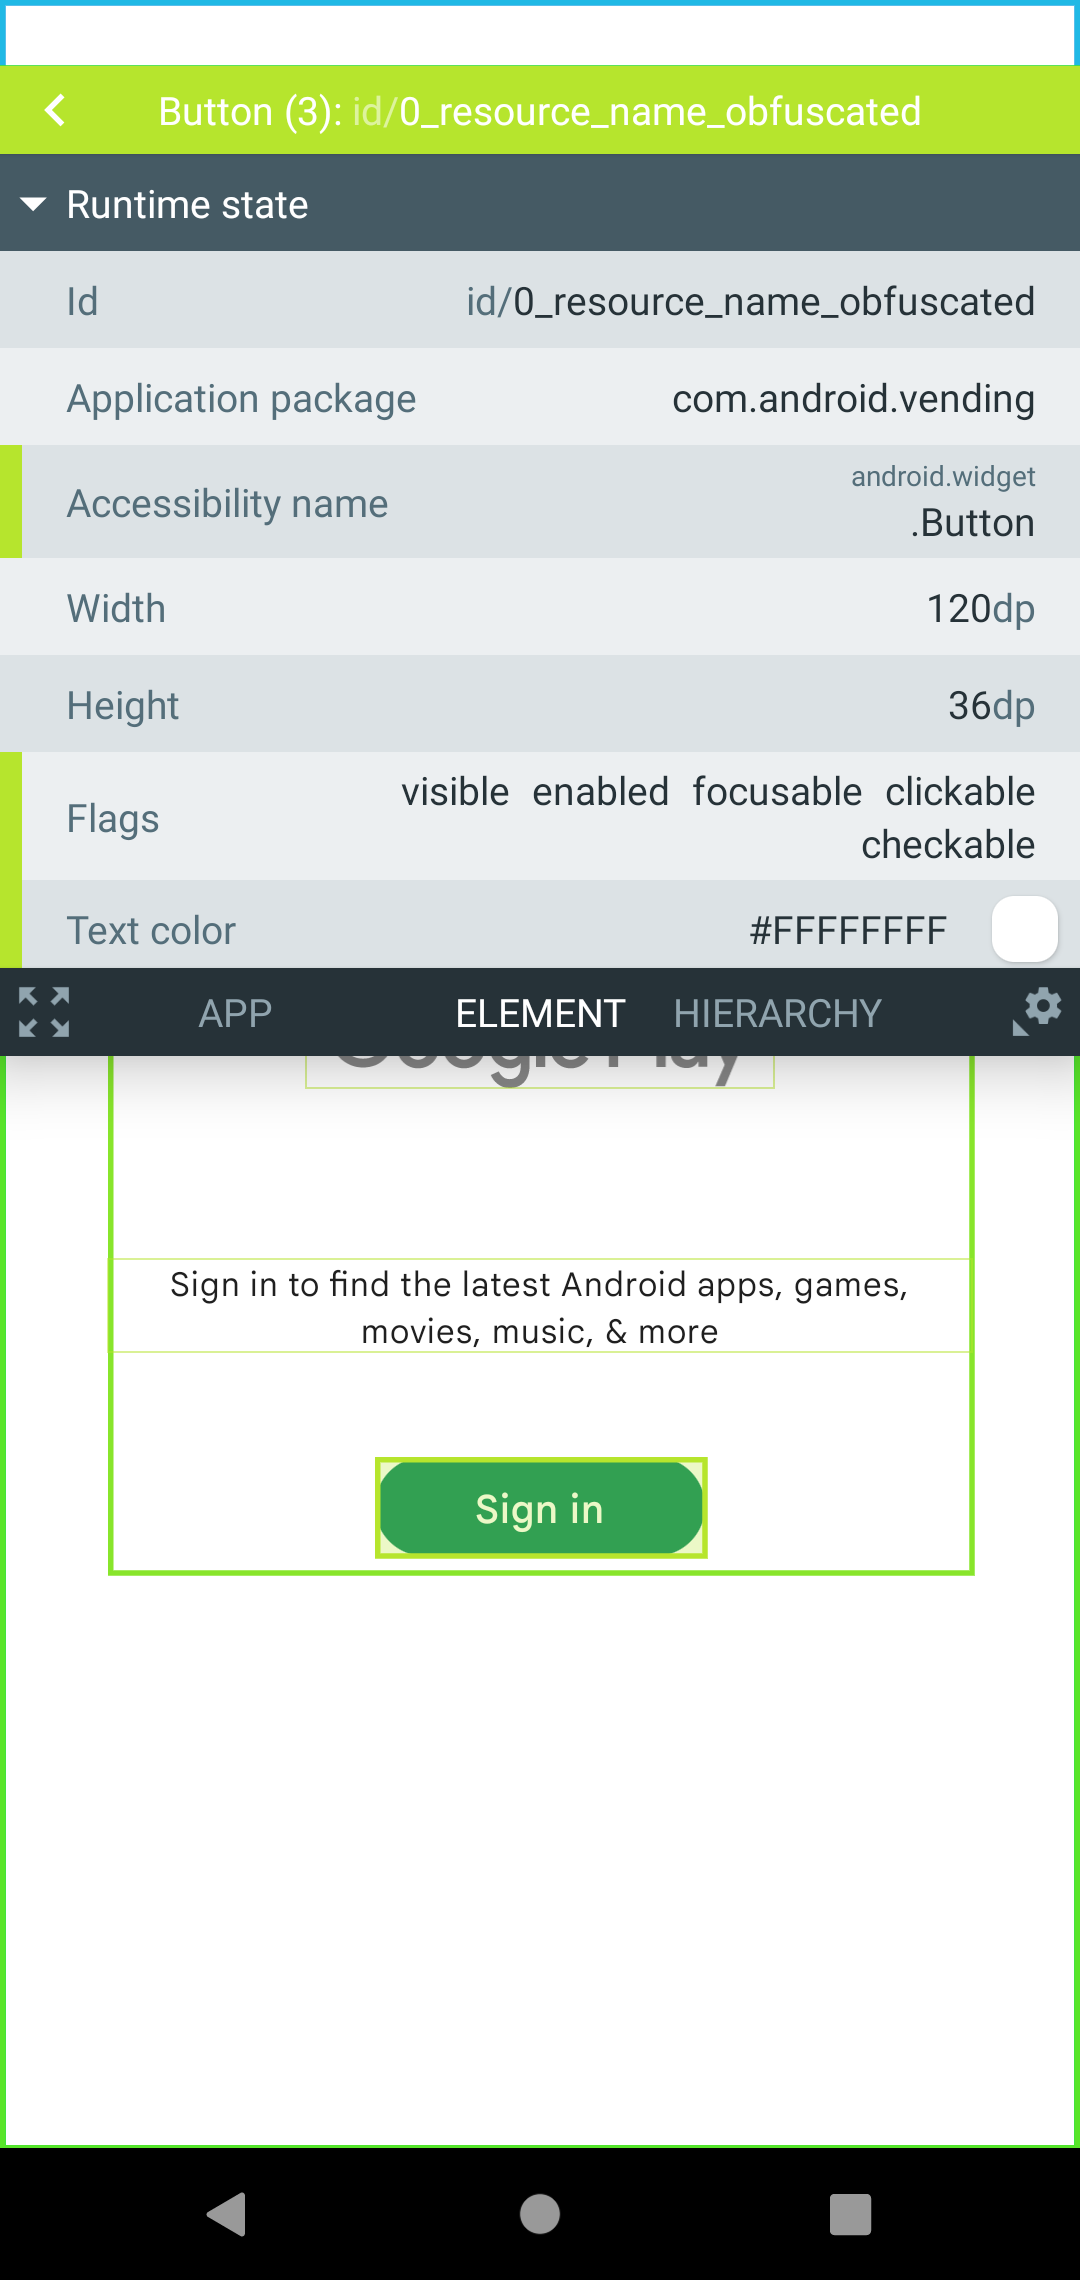 Button (3): id/0_resource_name_obfuscated
Runtime state
Id id/0_resource_name_obfuscated
Application package com.android.vending
android.widget
Accessibility name .Button
Width 120dp
Height 36dp
Flags visible enabled focusable clickable
checkable
Text color #FFFFFFFF
APP ELEMENT HIERARCHY
Google Play
Sign in to find the latest Android apps, games,
movies, music, & more
Sign in